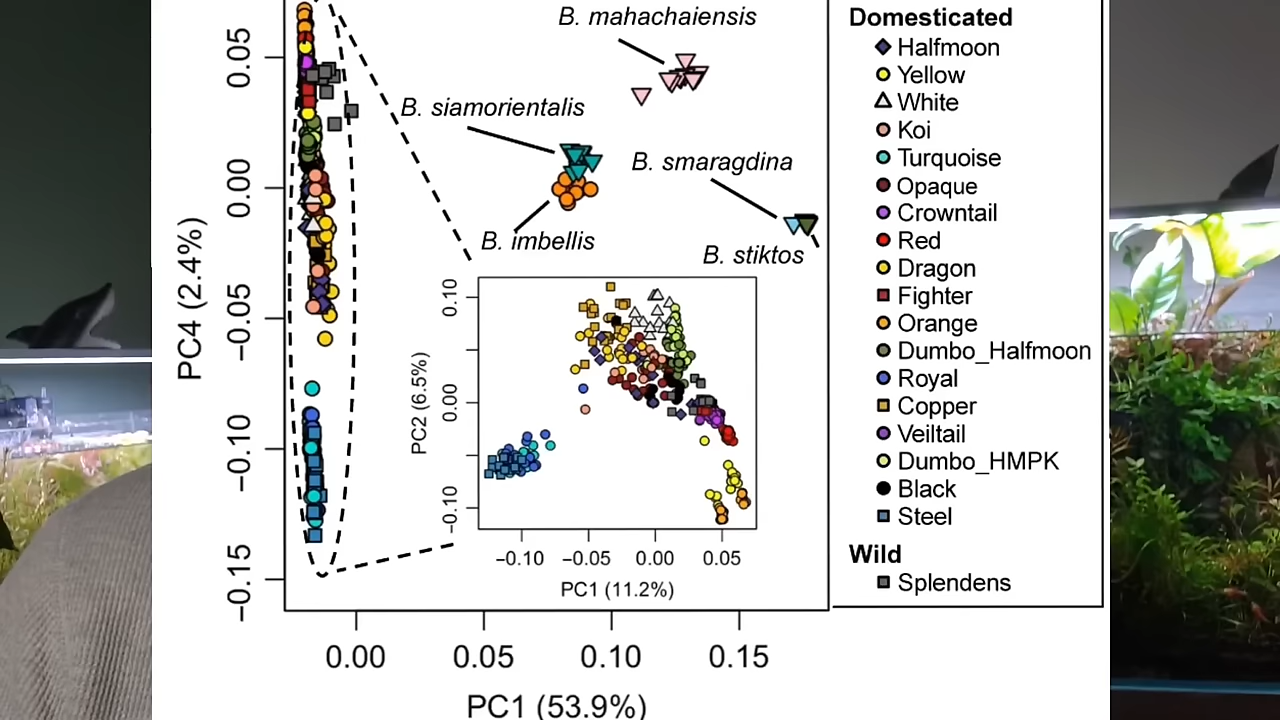 B. mahachaiensis
B. siamorientalis
B. smaragdina
B. imbellis
B. stiktos
PC4 (2.4%)
0.05
0.00
−0.05
−0.10
−0.15
0.00
0.05
0.10
0.15
PC1 (53.9%)
PC2 (6.5%)
0.10
0.00
−0.10
−0.10
−0.05
0.00
0.05
PC1 (11.2%)
Domesticated
Halfmoon
Yellow
White
Koi
Turquoise
Opaque
Crowntail
Red
Dragon
Fighter
Orange
Dumbo_Halfmoon
Royal
Copper
Veiltail
Dumbo_HMPK
Black
Steel
Wild
Splendens